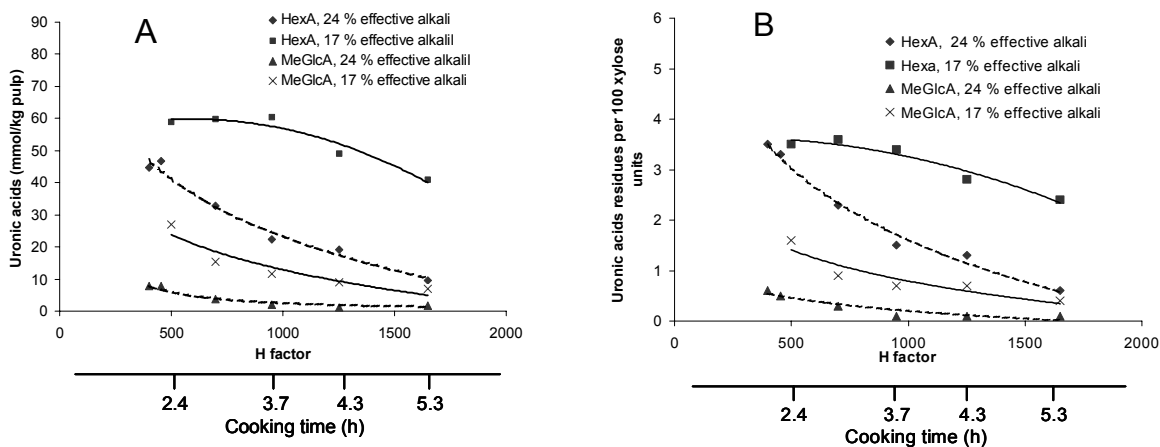 A
HexA, 24 % effective alkali
HexA, 17 % effective alkalil
MeGlcA, 24 % effective alkalil
MeGlcA, 17 % effective alkali
Uronic acids (mmol/kg pulp)
90
80
70
60
50
40
30
20
10
0
0 500 1000 1500 2000
H factor
2.4 3.7 4.3 5.3
Cooking time (h)
B
HexA, 24 % effective alkali
Hexa, 17 % effective alkali
MeGlcA, 24 % effective alkali
MeGlcA, 17 % effective alkali
Uronic acids residues per 100 xylose
units
6
5
4
3
2
1
0
0 500 1000 1500 2000
H factor
2.4 3.7 4.3 5.3
Cooking time (h)